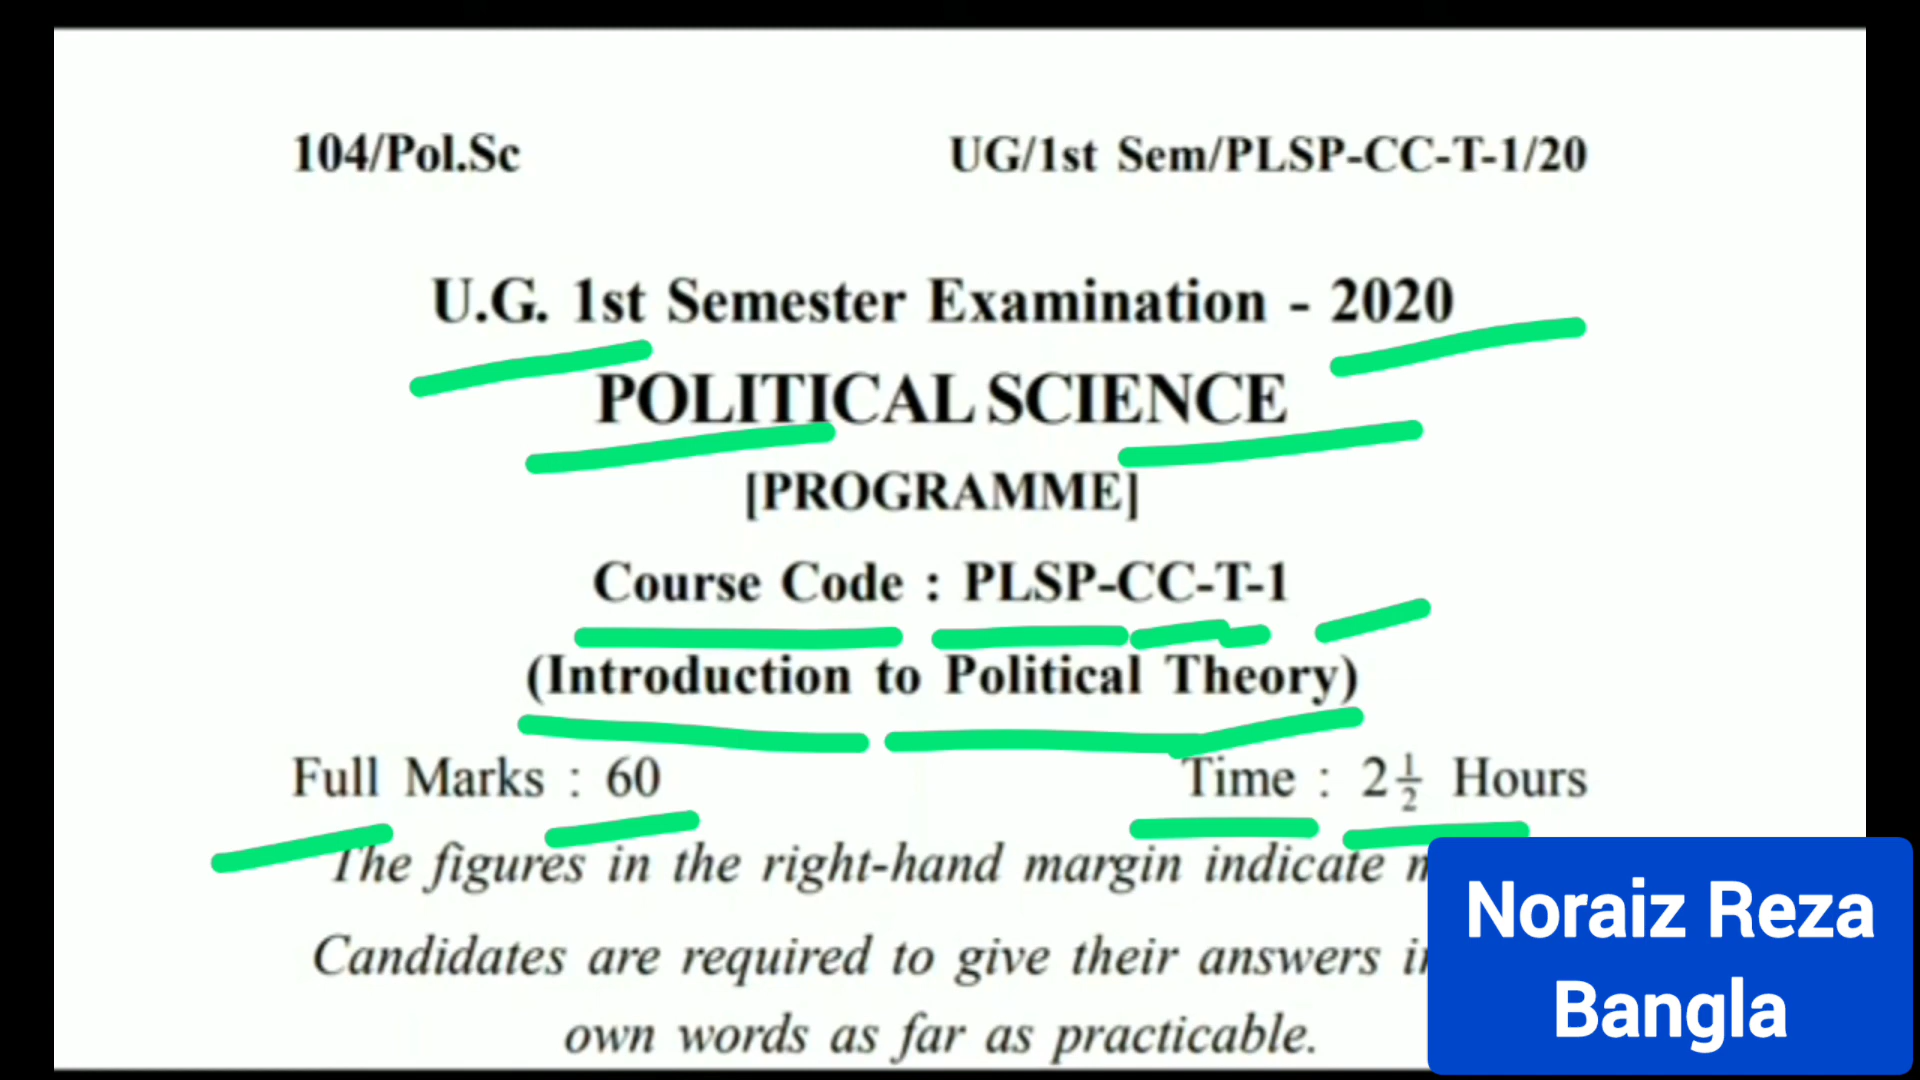 104/Pol.Sc UG/1st Sem/PLSP-CC-T-1/20
U.G. 1st Semester Examination - 2020
POLITICAL SCIENCE
[PROGRAMME]
Course Code : PLSP-CC-T-1
(Introduction to Political Theory)
Full Marks : 60 Time : 2½ Hours
The figures in the right-hand margin indicate
Candidates are required to give their answers
own words as far as practicable.
Noraiz Reza
Bangla